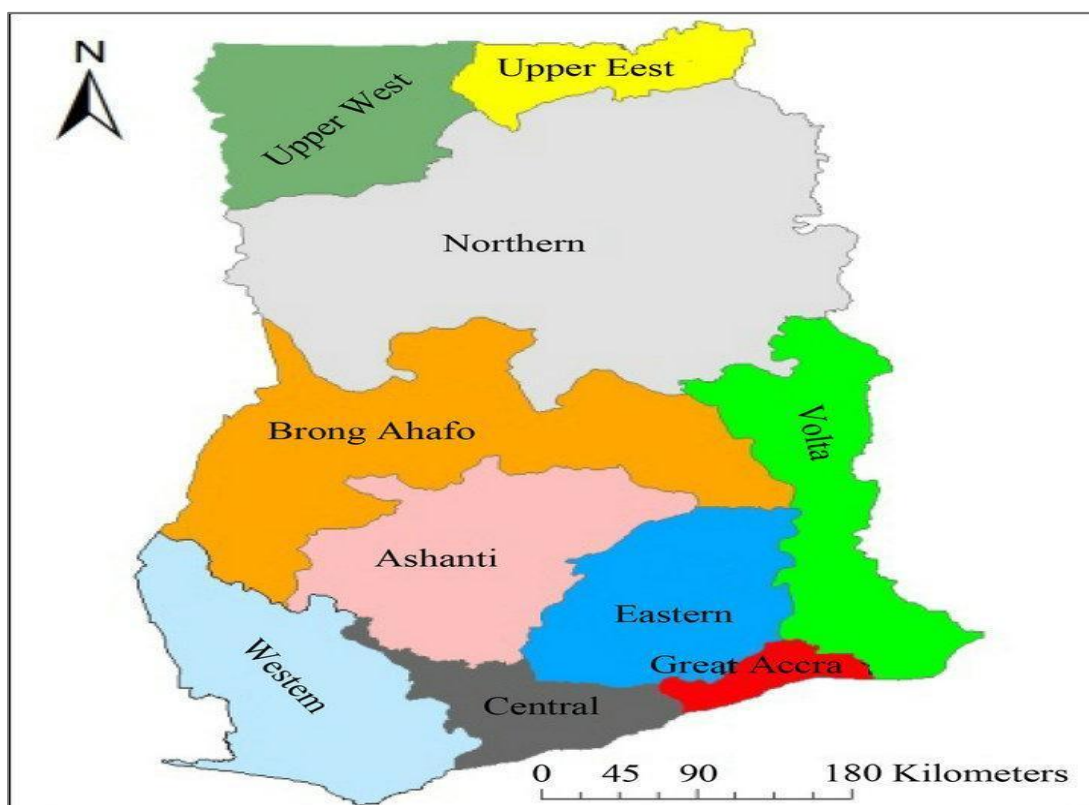 N
Upper Eest
Upper West
Northern
Brong Ahafo
Volta
Ashanti
Eastern
Great Accra
Westem
Central
0 45 90 180 Kilometers